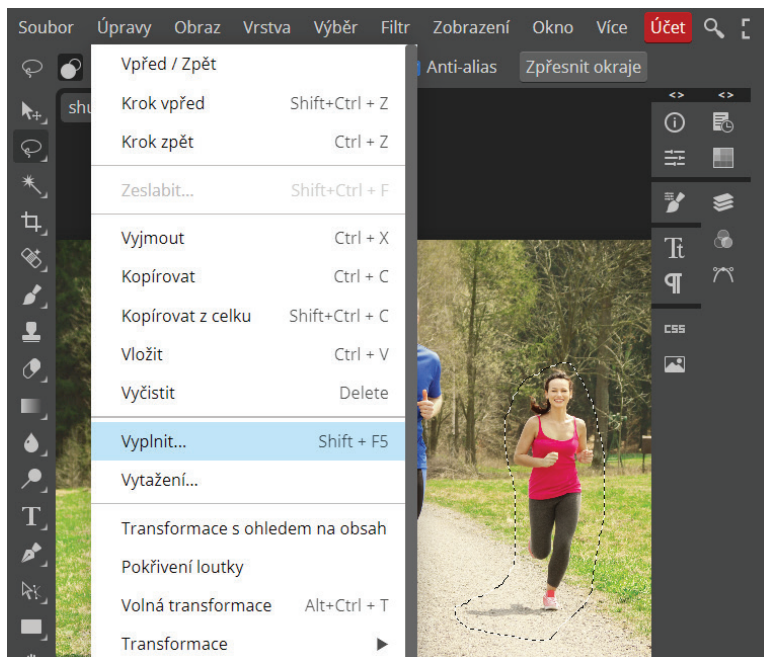 Soubor Úpravy Obraz Vrstva Výběr Filtr Zobrazení Okno Více Účet
Anti-alias Zpřesnit okraje
Vpřed / Zpět
Krok vpřed Shift+Ctrl + Z
Krok zpět Ctrl + Z
Zeslabit... Shift+Ctrl + F
Vyjmout Ctrl + X
Kopírovat Ctrl + C
Kopírovat z celku Shift+Ctrl + C
Vložit Ctrl + V
Vyčistit Delete
Vyplnit... Shift + F5
Vytažení...
Transformace s ohledem na obsah
Pokřivení loutky
Volná transformace Alt+Ctrl + T
Transformace
CSS